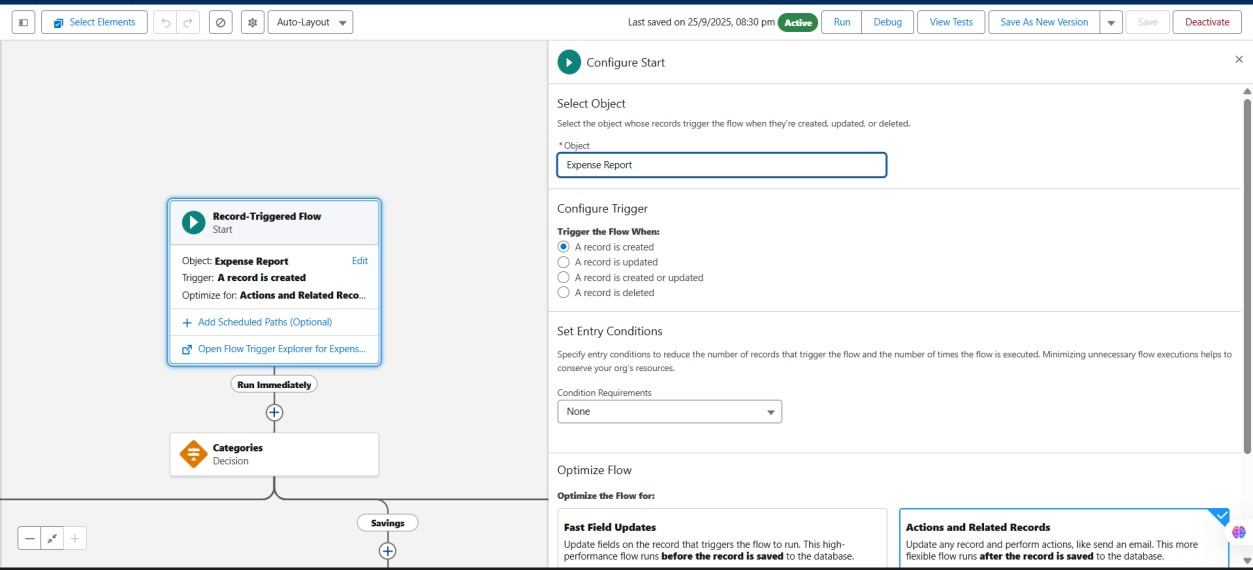 Select Elements
Auto-Layout
Last saved on 25/9/2025, 08:30 pm
Active
Run
Debug
View Tests
Save As New Version
Save
Deactivate
Record-Triggered Flow
Start
Object: Expense Report
Edit
Trigger: A record is created
Optimize for: Actions and Related Reco...
Add Scheduled Paths (Optional)
Open Flow Trigger Explorer for Expens...
Run Immediately
Categories
Decision
Savings
Configure Start
Select Object
Select the object whose records trigger the flow when they're created, updated, or deleted.
*Object
Expense Report
Configure Trigger
Trigger the Flow When:
A record is created
A record is updated
A record is created or updated
A record is deleted
Set Entry Conditions
Specify entry conditions to reduce the number of records that trigger the flow and the number of times the flow is executed. Minimizing unnecessary flow executions helps to
conserve your org's resources.
Condition Requirements
None
Optimize Flow
Optimize the Flow for:
Fast Field Updates
Update fields on the record that triggers the flow to run. This high-
performance flow runs before the record is saved to the database.
Actions and Related Records
Update any record and perform actions, like send an email. This more
flexible flow runs after the record is saved to the database.